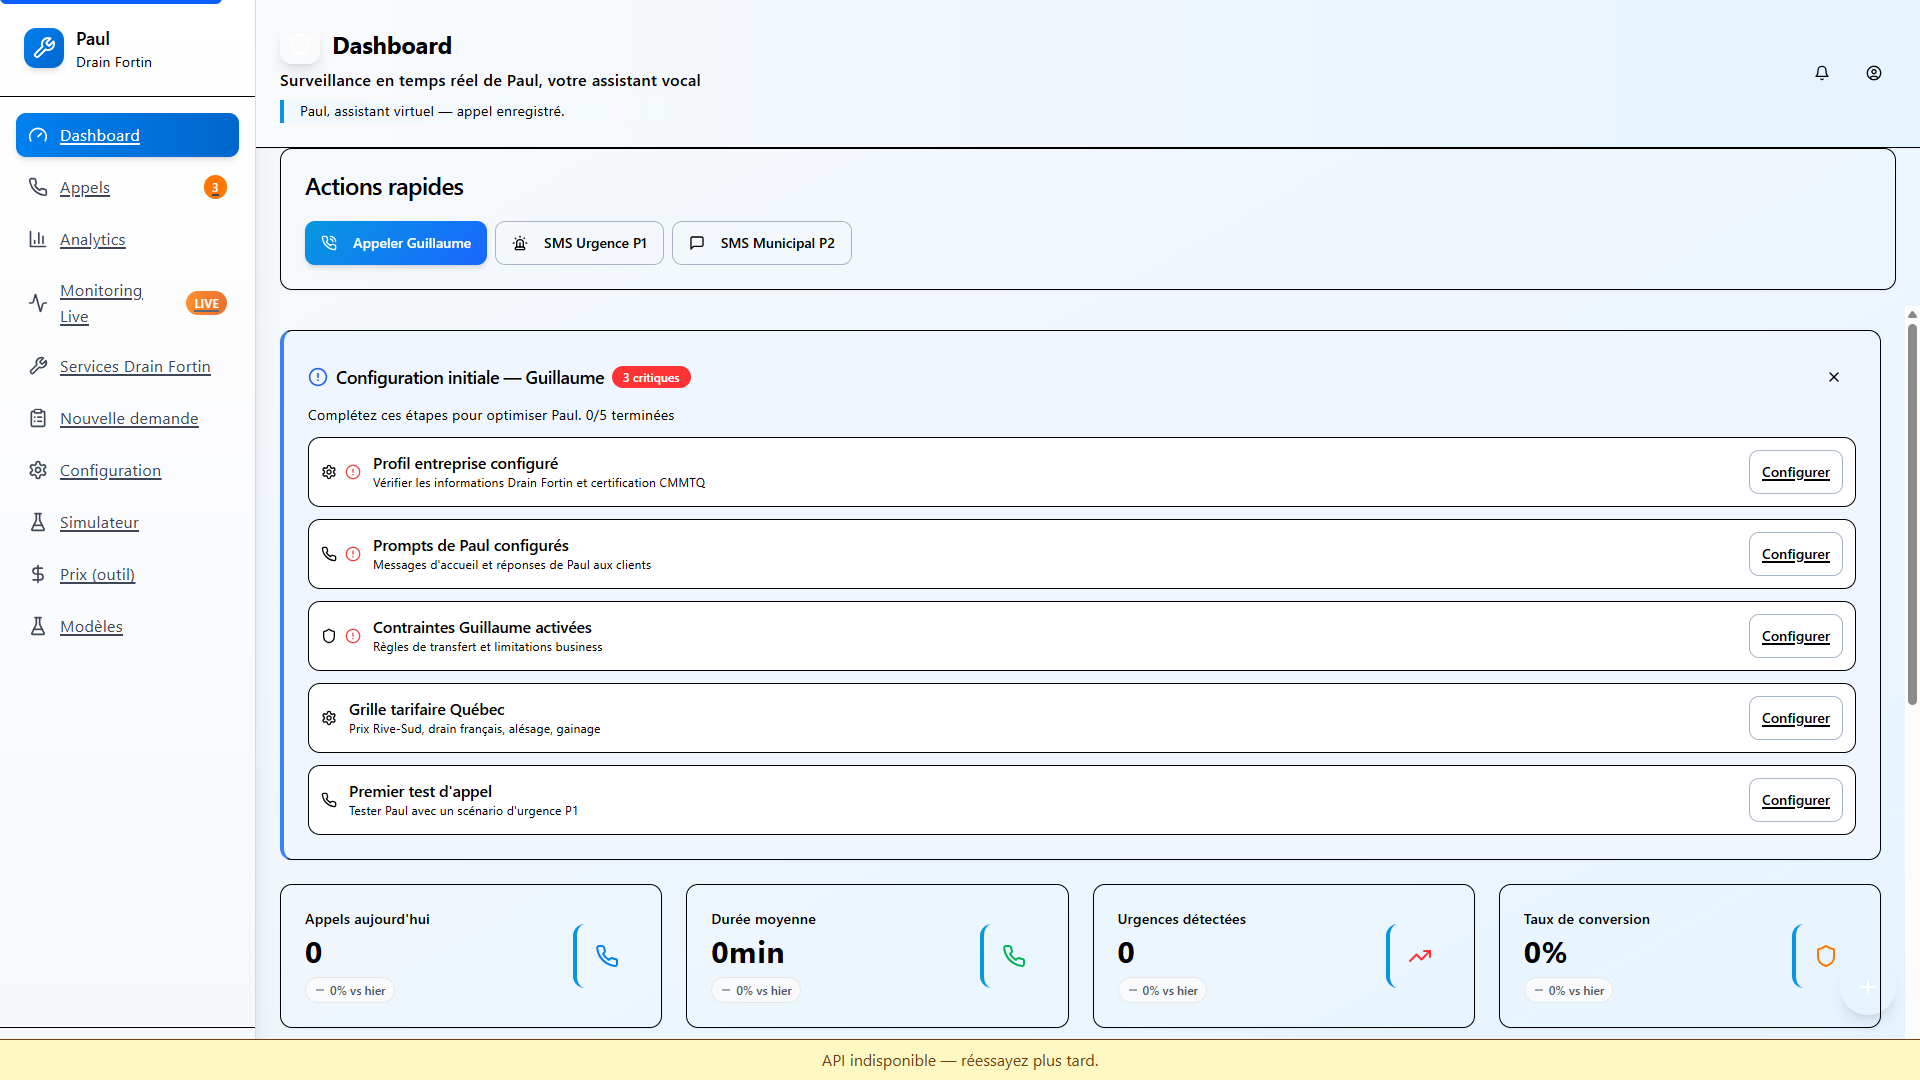 Paul
Drain Fortin
Dashboard
Appels
3
Analytics
Monitoring
Live
LIVE
Services Drain Fortin
Nouvelle demande
Configuration
Simulateur
Prix (outil)
Modèles
Dashboard
Surveillance en temps réel de Paul, votre assistant vocal
Paul, assistant virtuel — appel enregistré.
Actions rapides
Appeler Guillaume
SMS Urgence P1
SMS Municipal P2
Configuration initiale — Guillaume
3 critiques
Complétez ces étapes pour optimiser Paul. 0/5 terminées
Profil entreprise configuré
Vérifier les informations Drain Fortin et certification CMMTQ
Configurer
Prompts de Paul configurés
Messages d'accueil et réponses de Paul aux clients
Configurer
Contraintes Guillaume activées
Règles de transfert et limitations business
Configurer
Grille tarifaire Québec
Prix Rive-Sud, drain français, alésage, gainage
Configurer
Premier test d'appel
Tester Paul avec un scénario d'urgence P1
Configurer
Appels aujourd'hui
0
0% vs hier
Durée moyenne
0min
0% vs hier
Urgences détectées
0
0% vs hier
Taux de conversion
0%
0% vs hier
API indisponible — réessayez plus tard.